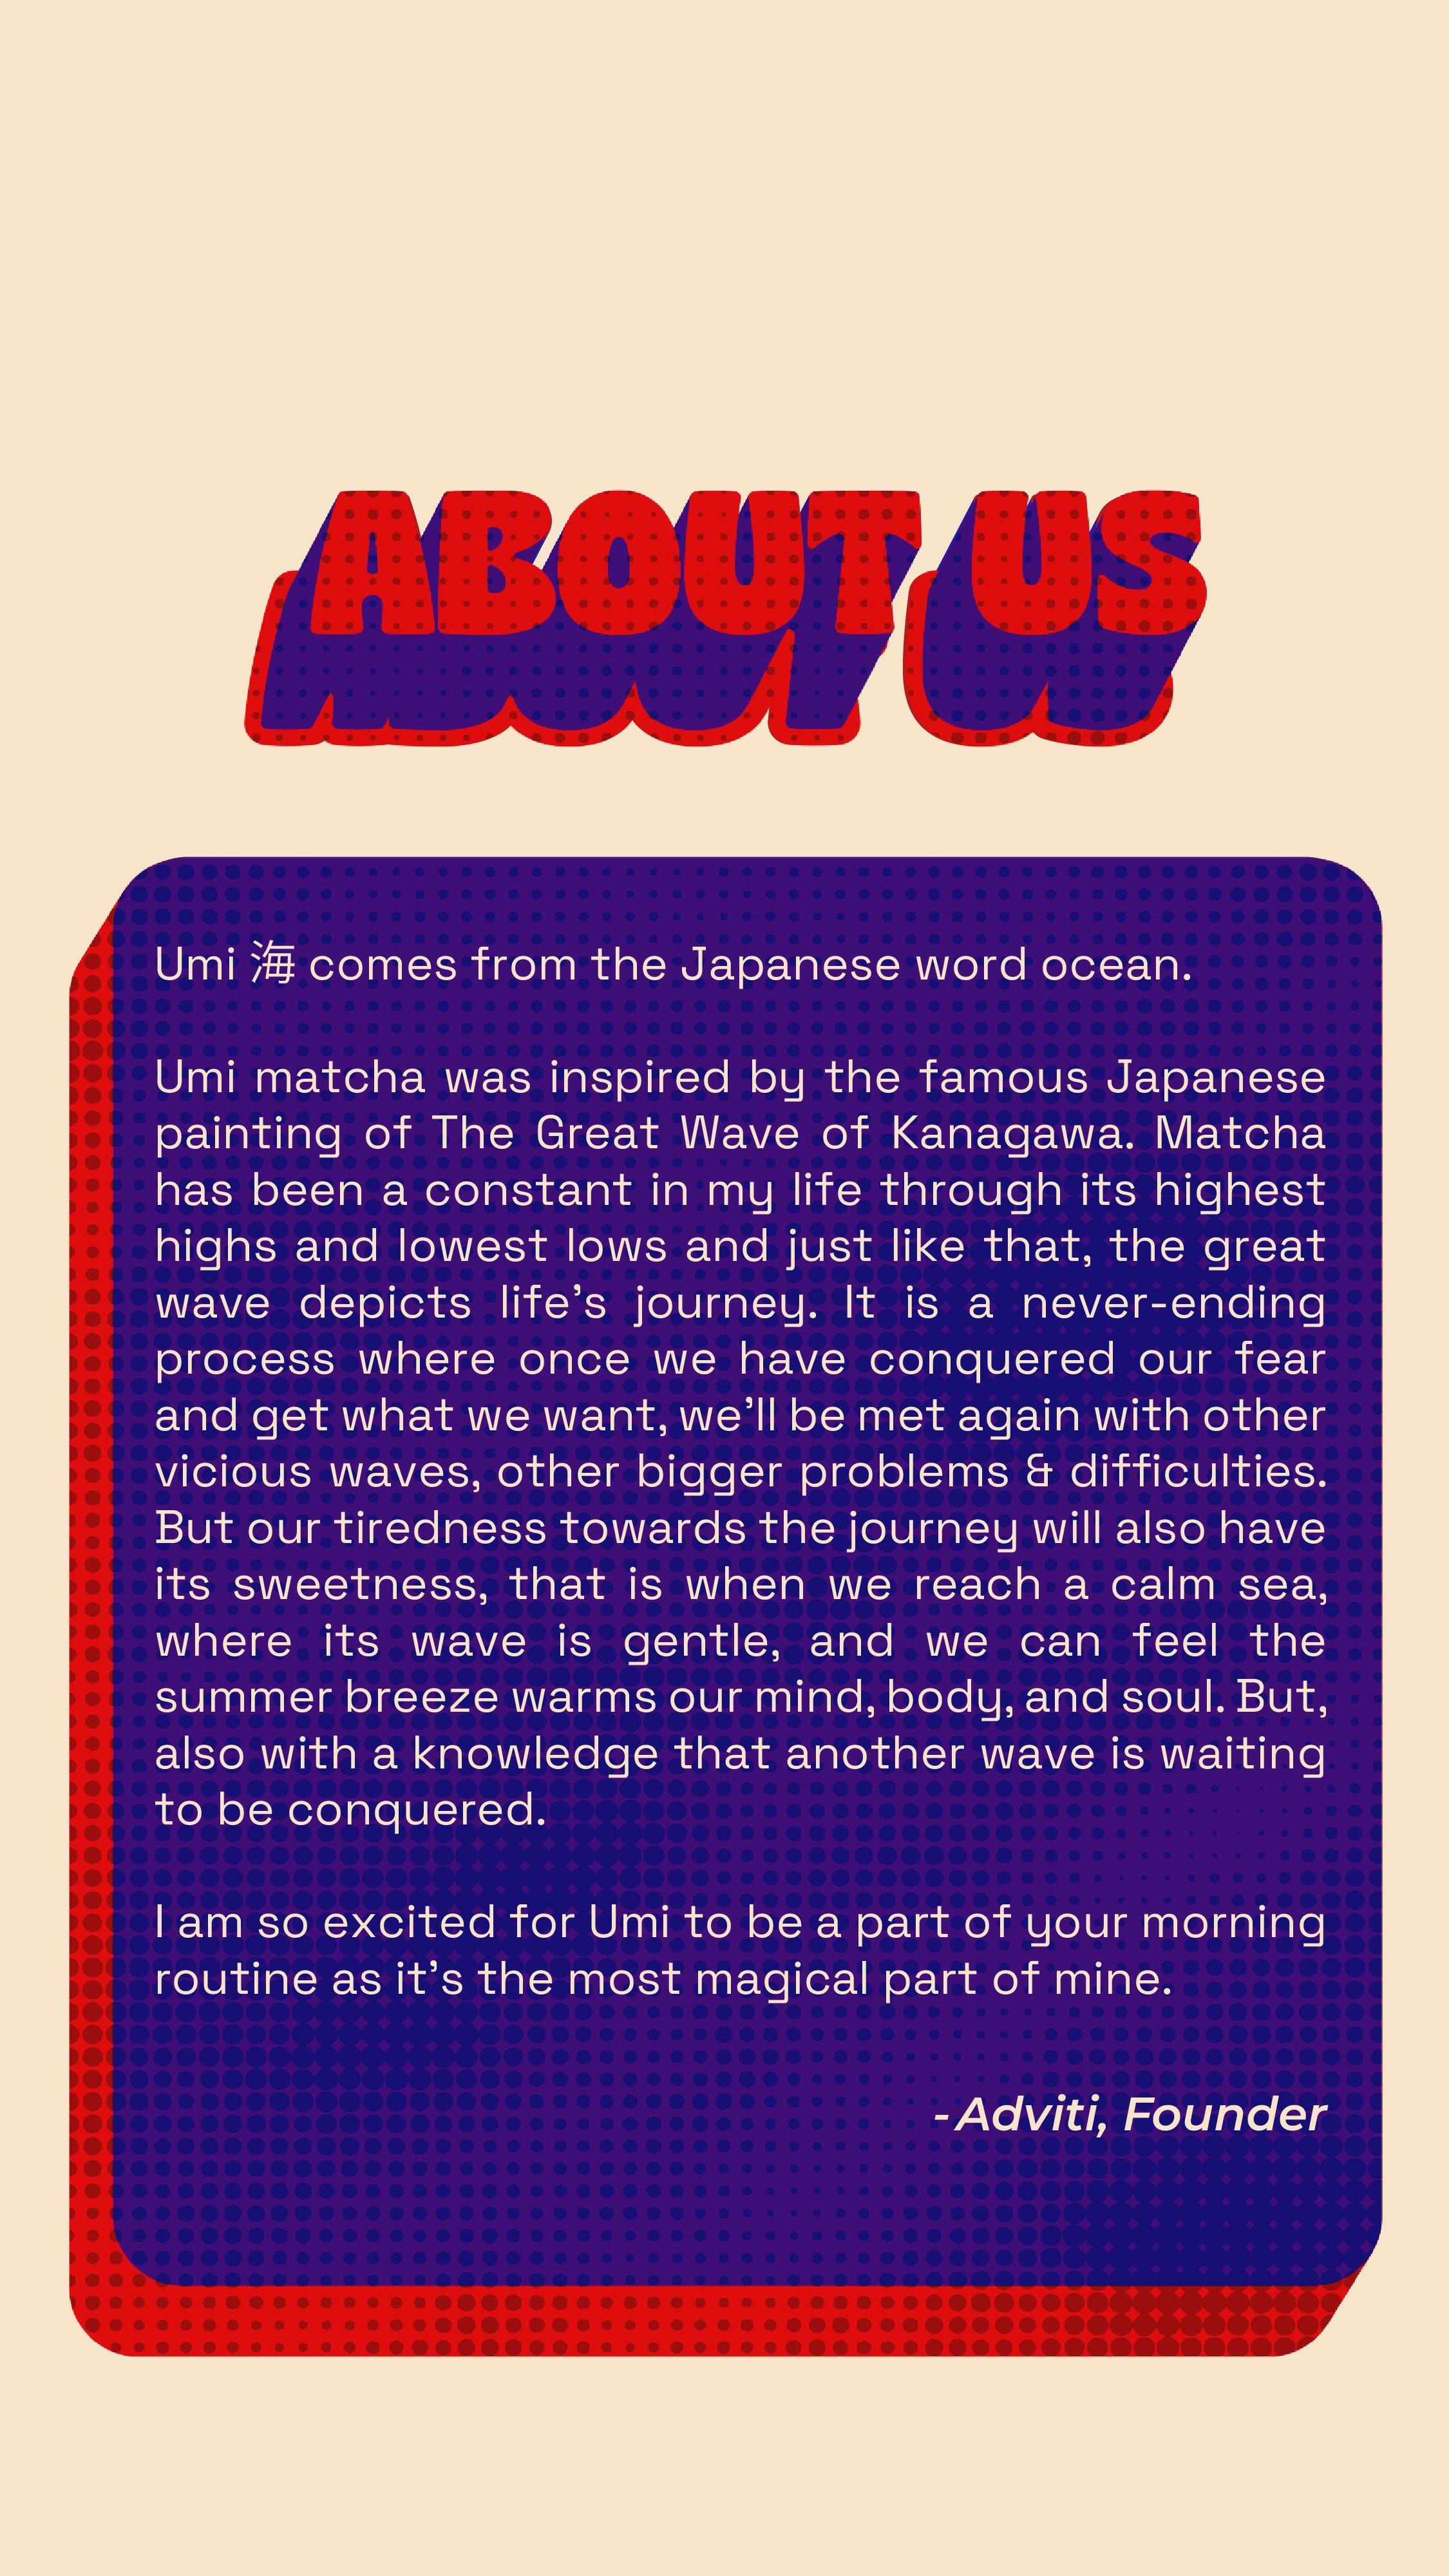 ABOUT US
Umi 海 comes from the Japanese word ocean.
Umi matcha was inspired by the famous Japanese
painting of The Great Wave of Kanagawa. Matcha
has been a constant in my life through its highest
highs and lowest lows and just like that, the great
wave depicts life's journey. It is a never-ending
process where once we have conquered our fear
and get what we want, we'll be met again with other
vicious waves, other bigger problems & difficulties.
But our tiredness towards the journey will also have
its sweetness, that is when we reach a calm sea,
where its wave is gentle, and we can feel the
summer breeze warms our mind, body, and soul. But,
also with a knowledge that another wave is waiting
to be conquered.
I am so excited for Umi to be a part of your morning
routine as it's the most magical part of mine.
- Adviti, Founder